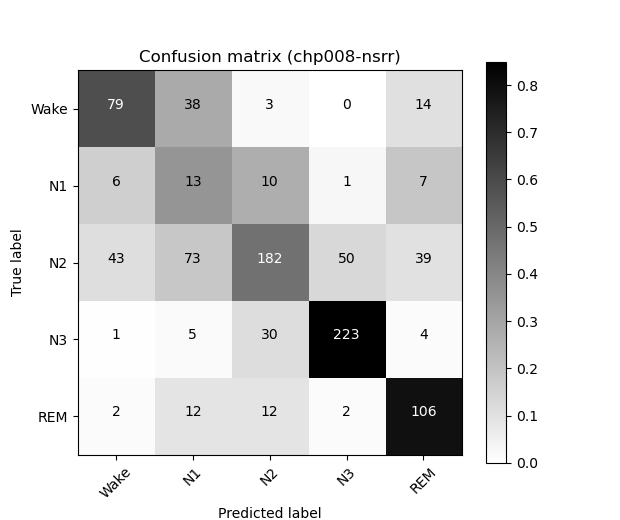 Confusion matrix (chp008-nsrr)
True label
Wake 79 38 3 0 14
N1 6 13 10 1 7
N2 43 73 182 50 39
N3 1 5 30 223 4
REM 2 12 12 2 106
Wake N1 N2 N3 REM
Predicted label
0.8
0.7
0.6
0.5
0.4
0.3
0.2
0.1
0.0